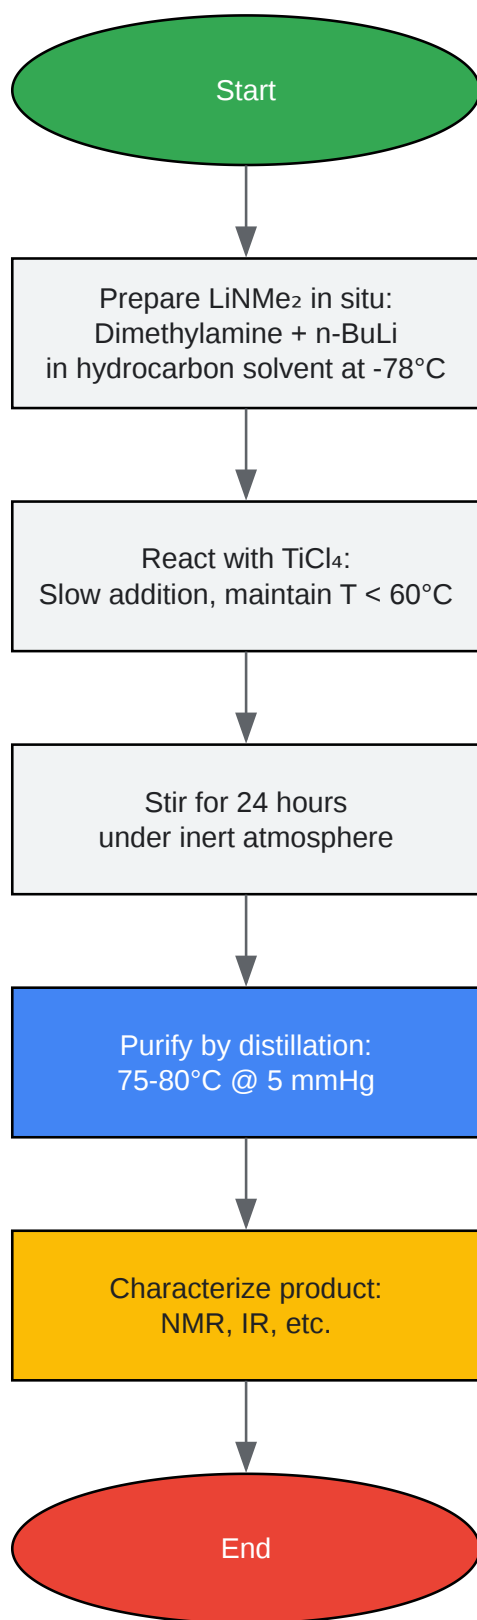 Start
Prepare LiNMe₂ in situ:
Dimethylamine + n-BuLi
in hydrocarbon solvent at -78°C
React with TiCl₄:
Slow addition, maintain T < 60°C
Stir for 24 hours
under inert atmosphere
Purify by distillation:
75-80°C @ 5 mmHg
Characterize product:
NMR, IR, etc.
End